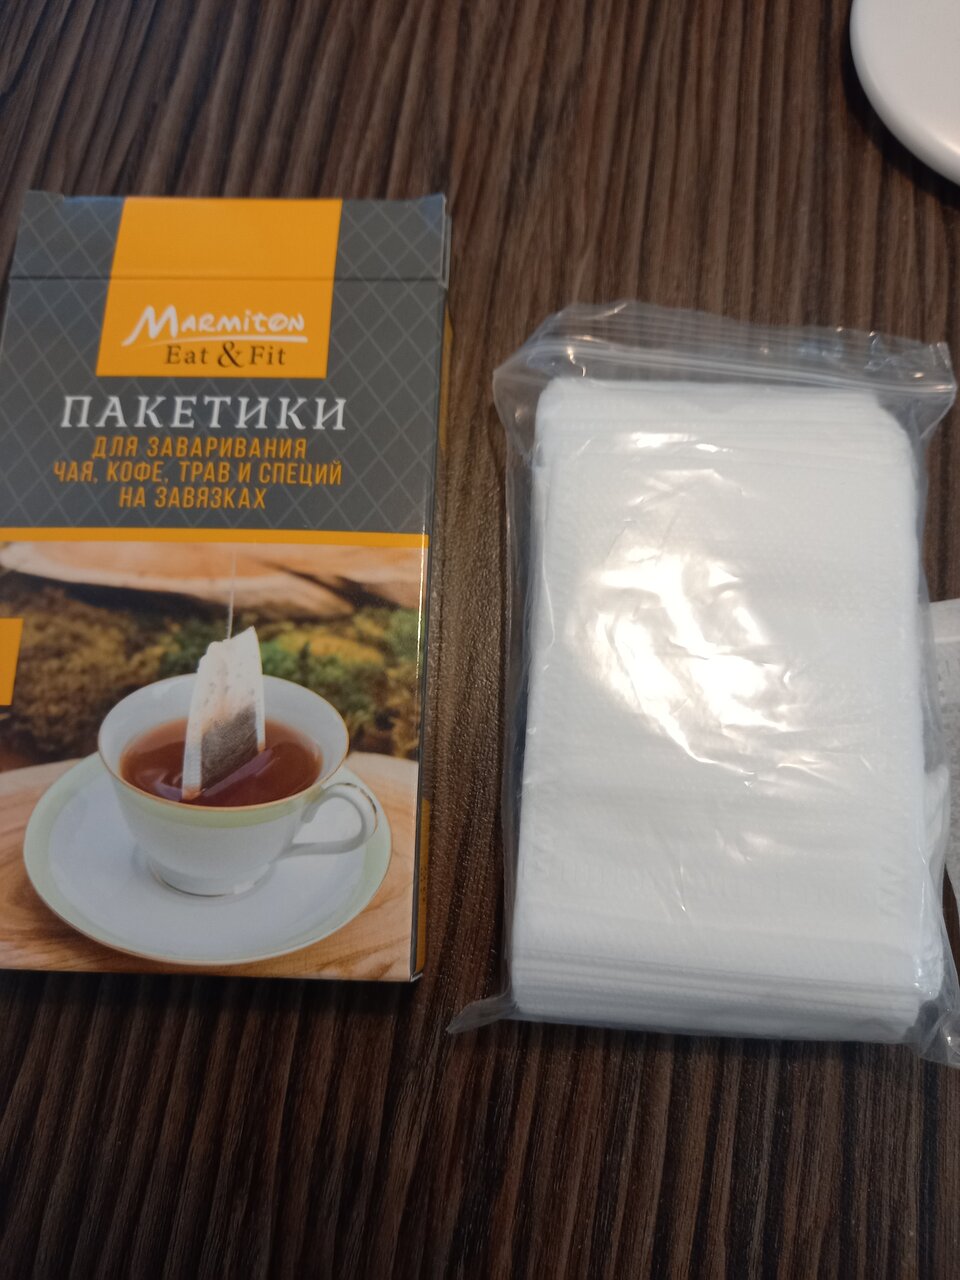 Marmiton
Eat & Fit
ПАКЕТИКИ
ДЛЯ ЗАВАРИВАНИЯ
ЧАЯ, КОФЕ, ТРАВ И СПЕЦИЙ
НА ЗАВЯЗКАХ